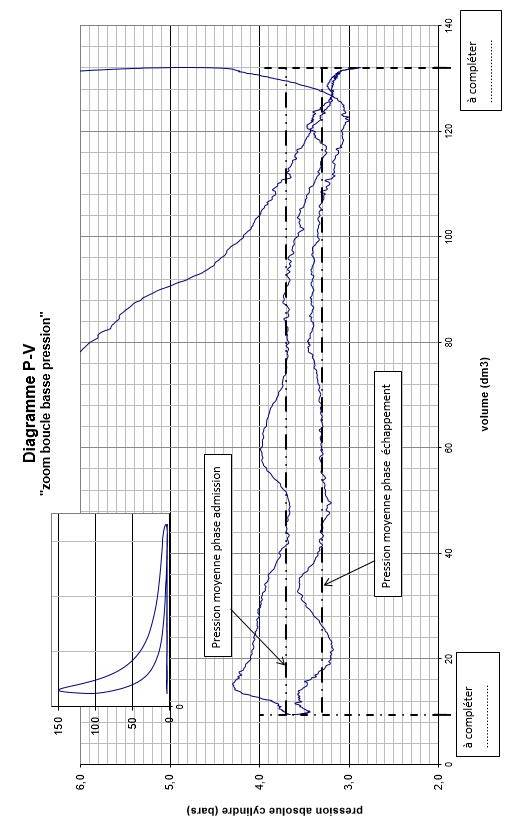 Diagramme P-V
"zoom boucle basse pression"
150
100
50
0
0
Pression moyenne phase admission
Pression moyenne phase échappement
pression absolue cylindre (bars)
6,0
5,0
4,0
3,0
2,0
0
20
40
60
80
100
120
140
volume (dm3)
à compléter
....................
à compléter
....................